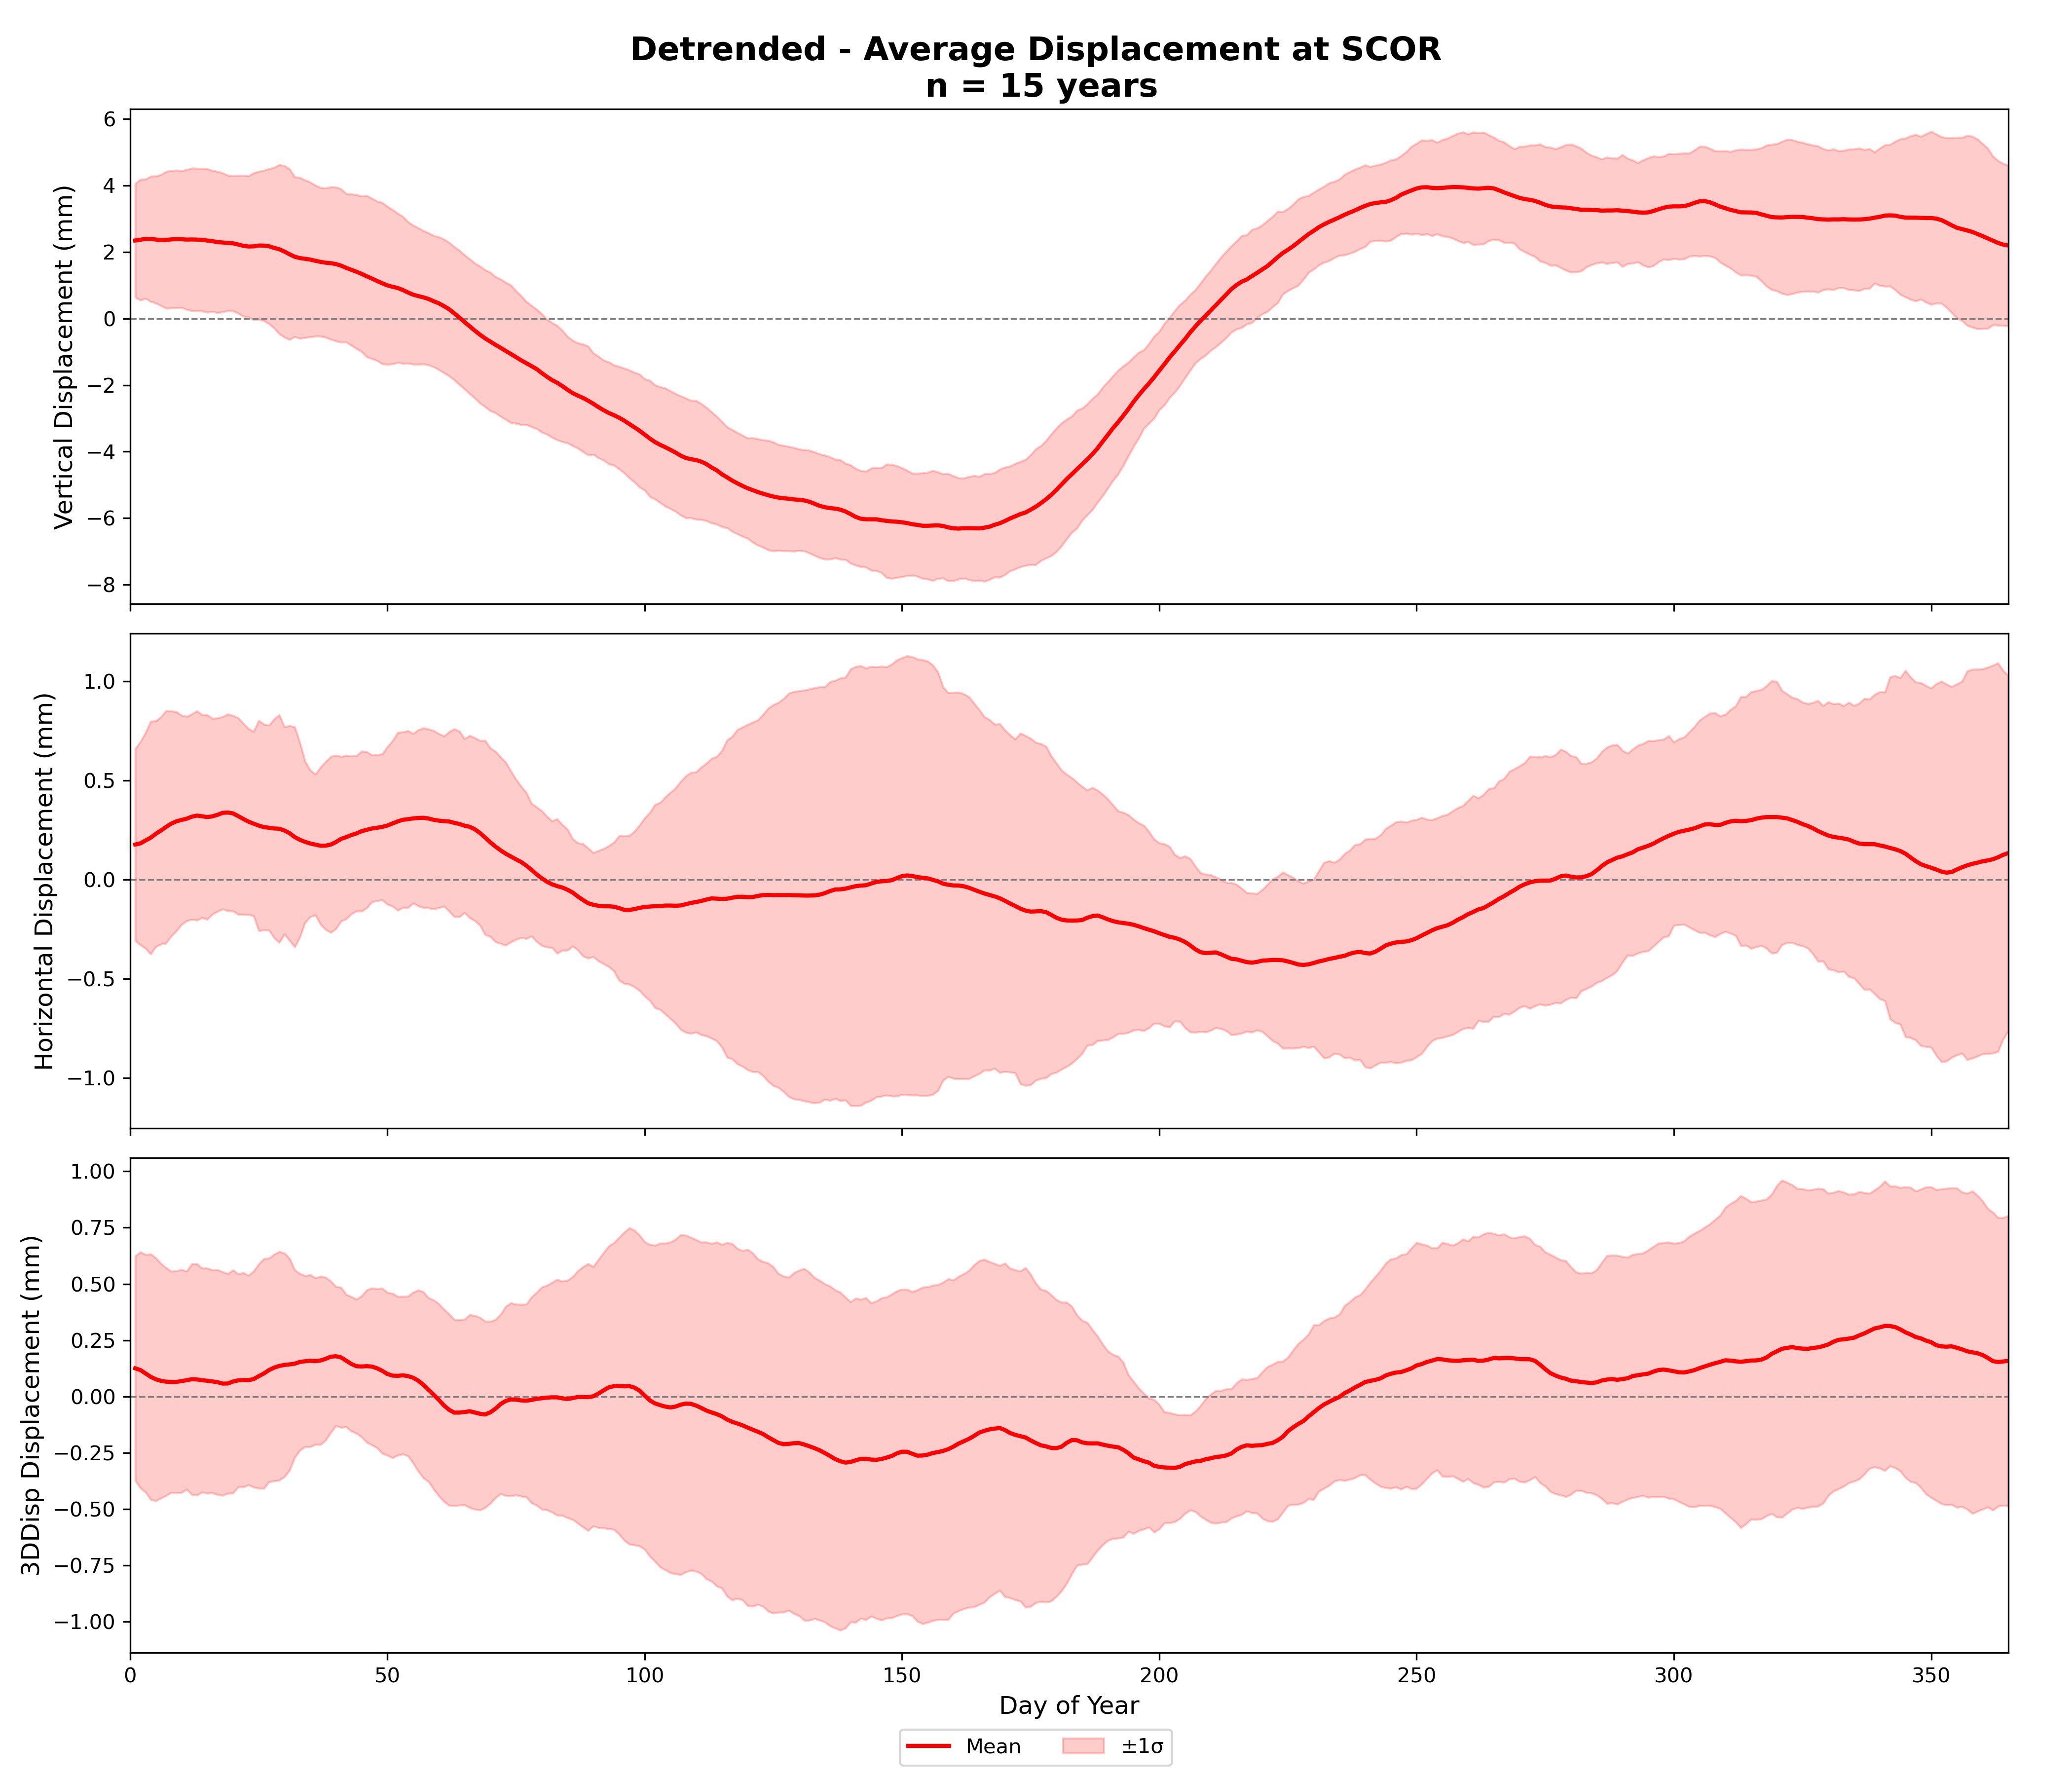 Detrended - Average Displacement at SCOR
n = 15 years
Vertical Displacement (mm)
6
4
2
0
−2
−4
−6
−8
Horizontal Displacement (mm)
1.0
0.5
0.0
−0.5
−1.0
3DDisp Displacement (mm)
1.00
0.75
0.50
0.25
0.00
−0.25
−0.50
−0.75
−1.00
0 50 100 150 200 250 300 350
Day of Year
Mean ±1σ